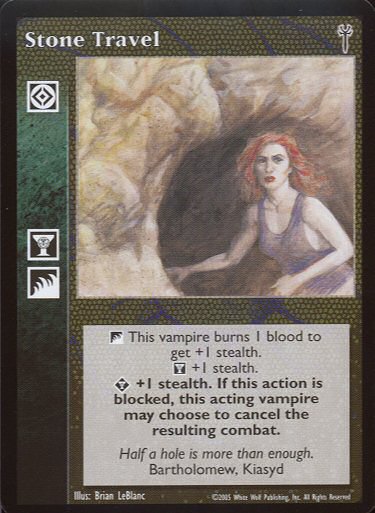 Stone Travel
This vampire burns 1 blood to
get +1 stealth.
+1 stealth.
+1 stealth. If this action is
blocked, this acting vampire
may choose to cancel the
resulting combat.
Half a hole is more than enough.
Bartholomew, Kiasyd
Illus: Brian LeBlanc
©2005 White Wolf Publishing, Inc. All Rights Reserved